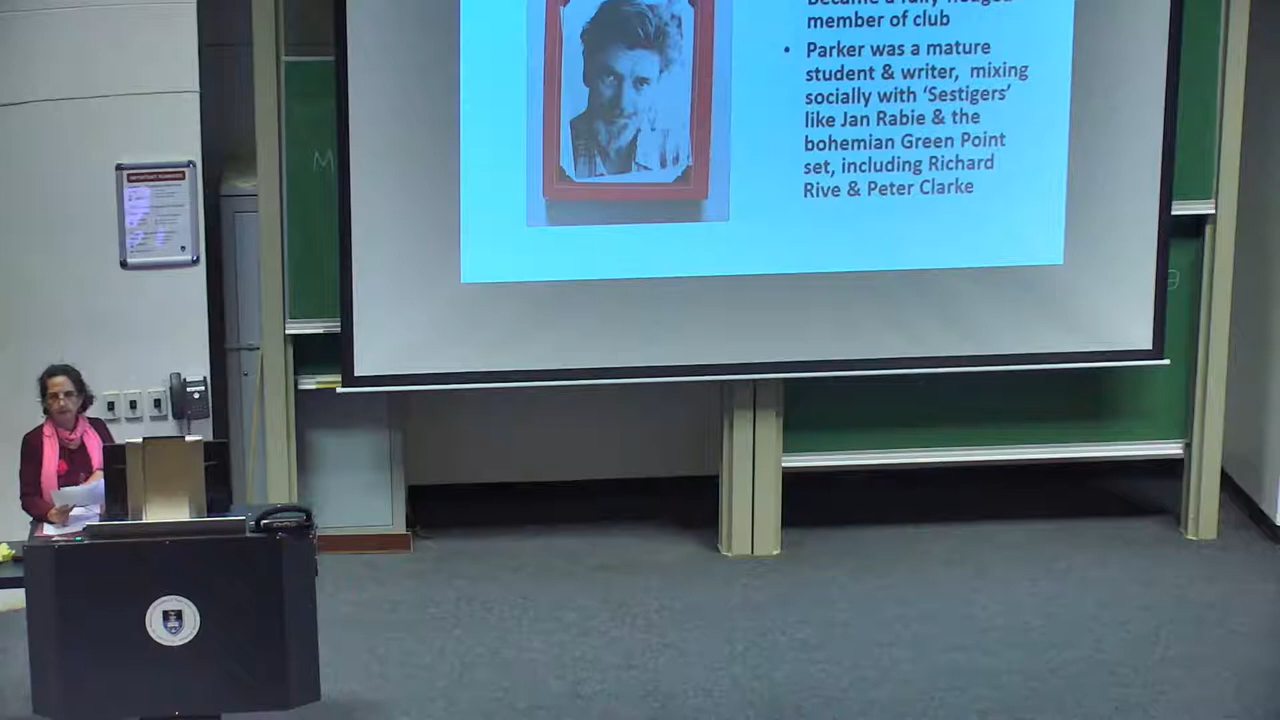 member of club
• Parker was a mature
student & writer, mixing
socially with ‘Sestigers’
like Jan Rabie & the
bohemian Green Point
set, including Richard
Rive & Peter Clarke
M